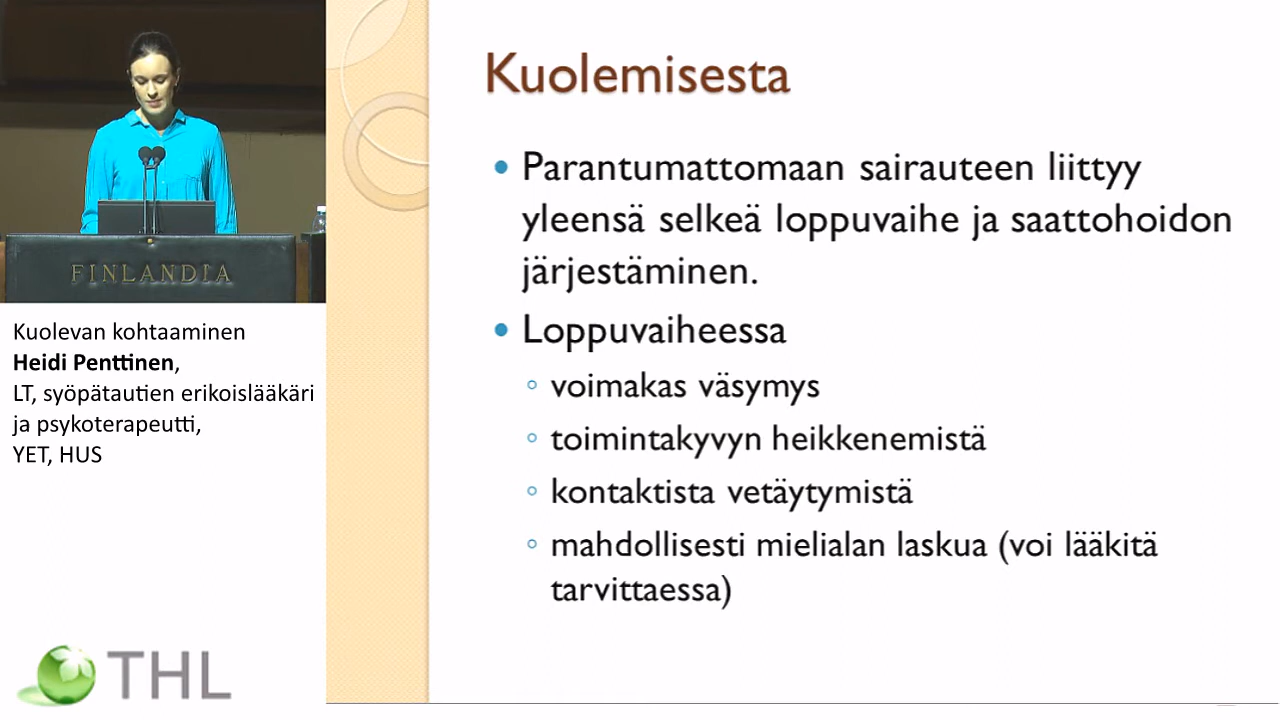 FINLANDIA
Kuolevan kohtaaminen
Heidi Penttinen,
LT, syöpätautien erikoislääkäri
ja psykoterapeutti,
YET, HUS
THL
Kuolemisesta
• Parantumattomaan sairauteen liittyy
yleensä selkeä loppuvaihe ja saattohoidon
järjestäminen.
• Loppuvaiheessa
◦ voimakas väsymys
◦ toimintakyvyn heikkenemistä
◦ kontaktista vetäytymistä
◦ mahdollisesti mielialan laskua (voi lääkitä
tarvittaessa)